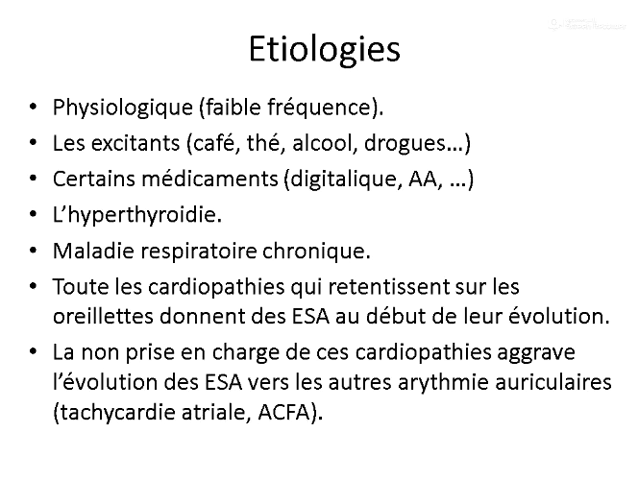 Etiologies
• Physiologique (faible fréquence).
• Les excitants (café, thé, alcool, drogues...)
• Certains médicaments (digitalique, AA, ...)
• L'hyperthyroidie.
• Maladie respiratoire chronique.
• Toute les cardiopathies qui retentissent sur les
oreillettes donnent des ESA au début de leur évolution.
• La non prise en charge de ces cardiopathies aggrave
l'évolution des ESA vers les autres arythmie auriculaires
(tachycardie atriale, ACFA).